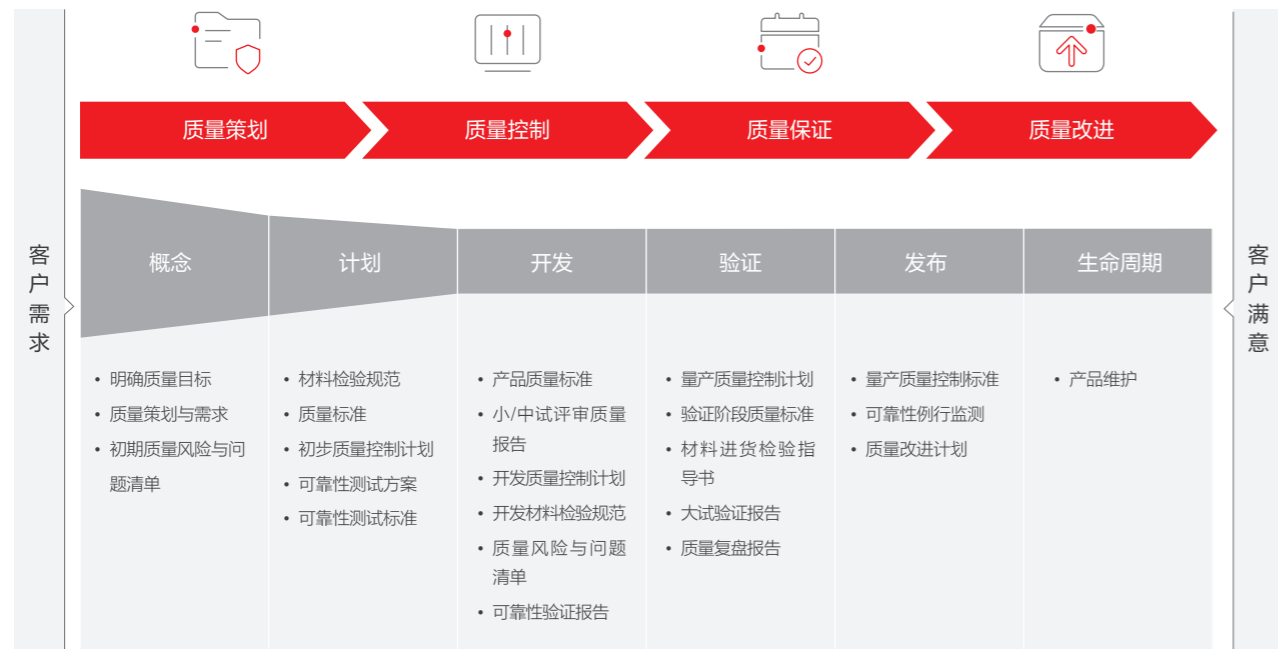 质量策划
质量控制
质量保证
质量改进
客户需求
概念
计划
开发
验证
发布
生命周期
客户满意
• 明确质量目标
• 质量策划与需求
• 初期质量风险与问
题清单
• 材料检验规范
• 质量标准
• 初步质量控制计划
• 可靠性测试方案
• 可靠性测试标准
• 产品质量标准
• 小/中试评审质量
报告
• 开发质量控制计划
• 开发材料检验规范
• 质量风险与问题
清单
• 可靠性验证报告
• 量产质量控制计划
• 验证阶段质量标准
• 材料进货检验指
导书
• 大试验证报告
• 质量复盘报告
• 量产质量控制标准
• 可靠性例行监测
• 质量改进计划
• 产品维护